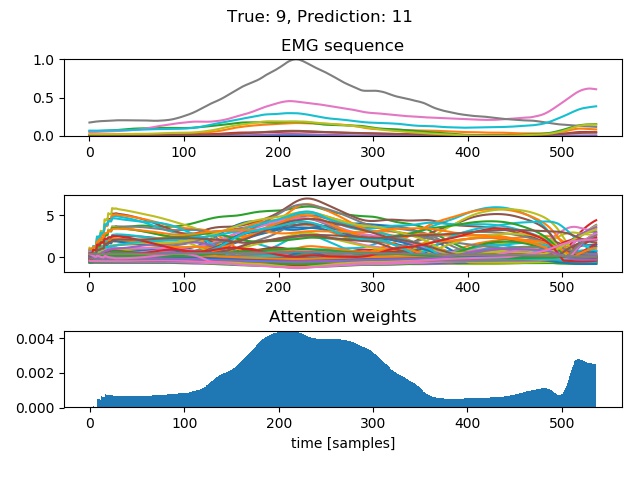 True: 9, Prediction: 11
EMG sequence
1.0
0.5
0.0
0 100 200 300 400 500
Last layer output
5
0
0 100 200 300 400 500
Attention weights
0.004
0.002
0.000
0 100 200 300 400 500
time [samples]